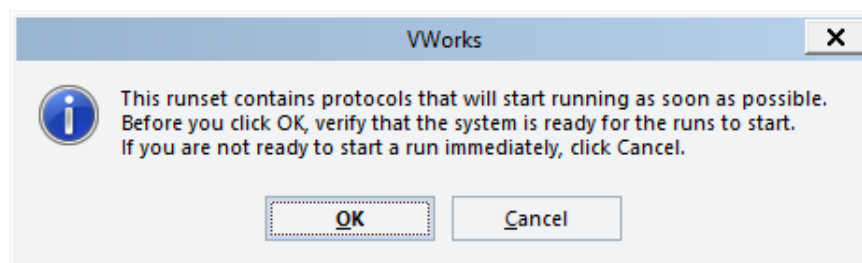 VWorks
This runset contains protocols that will start running as soon as possible.
Before you click OK, verify that the system is ready for the runs to start.
If you are not ready to start a run immediately, click Cancel.
OK
Cancel